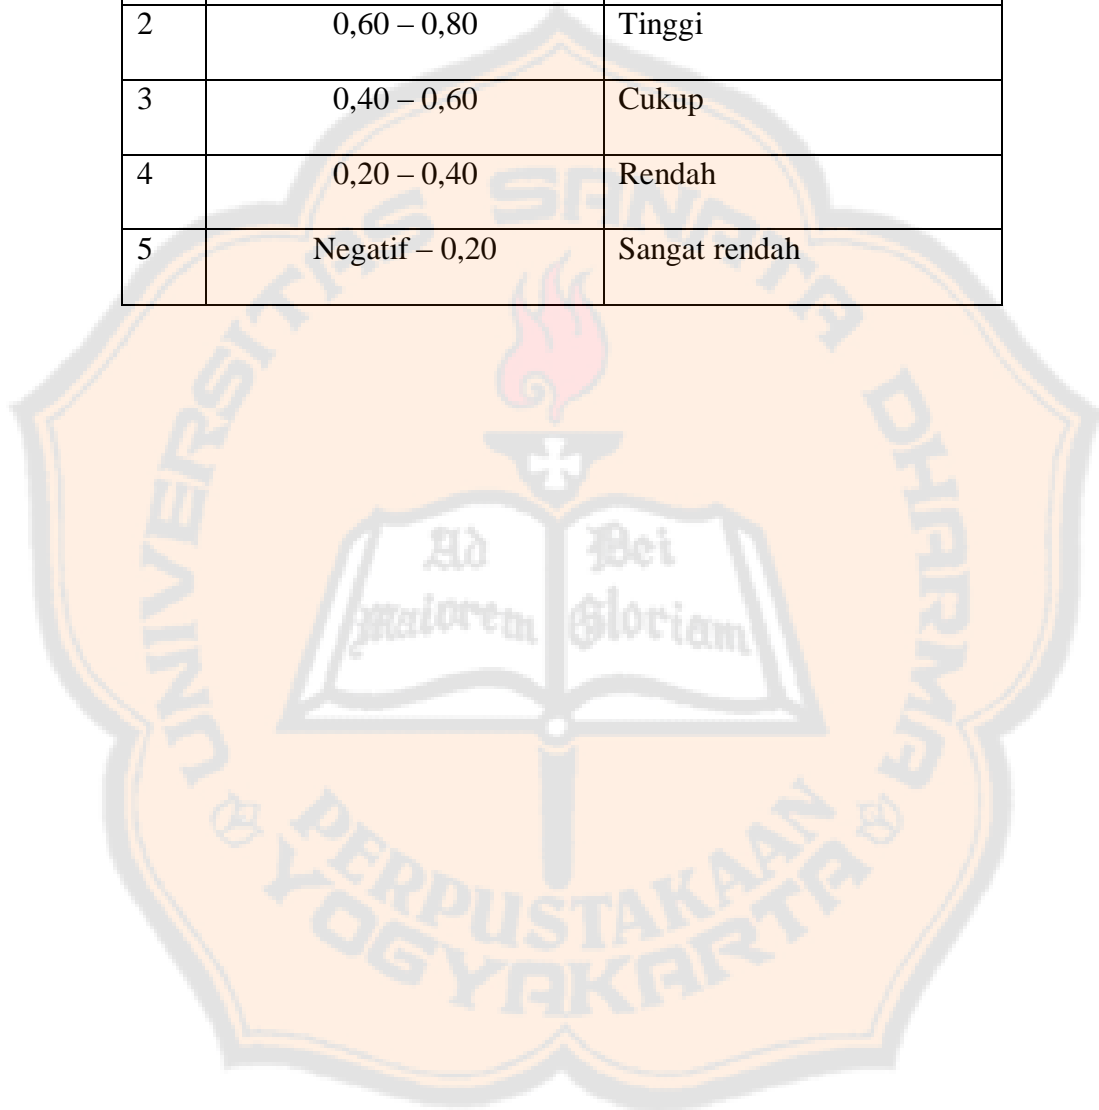 2 0,60 – 0,80 Tinggi
3 0,40 – 0,60 Cukup
4 0,20 – 0,40 Rendah
5 Negatif – 0,20 Sangat rendah
UNIVERSITAS SANATA DHARMA
Ad Dei
maiorem Gloriam
PERPUSTAKAAN
YOGYAKARTA